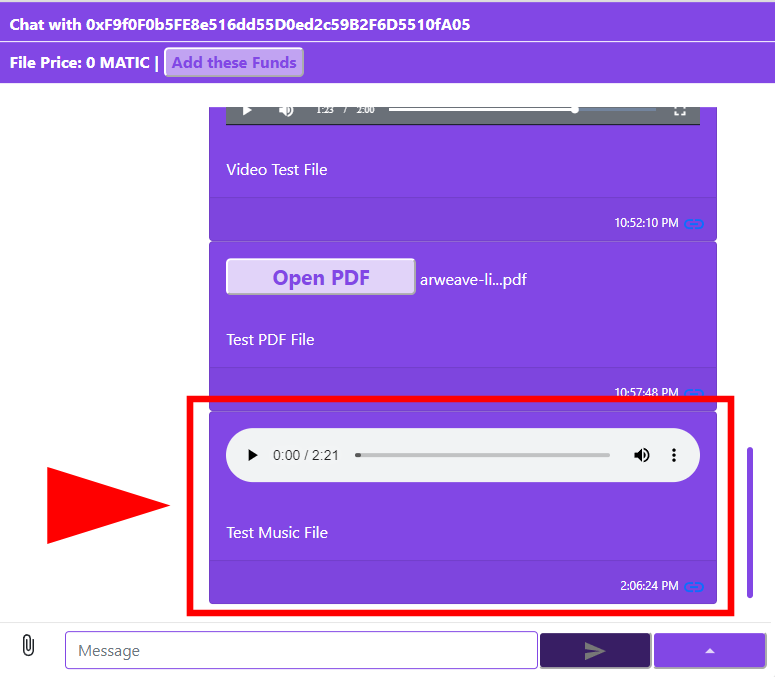 Chat with 0xF9f0F0b5FE8e516dd55D0ed2c59B2F6D5510fA05
File Price: 0 MATIC | Add these Funds
1:23 / 2:00
Video Test File
10:52:10 PM
Open PDF arweave-li...pdf
Test PDF File
10:57:48 PM
0:00 / 2:21
Test Music File
2:06:24 PM
Message